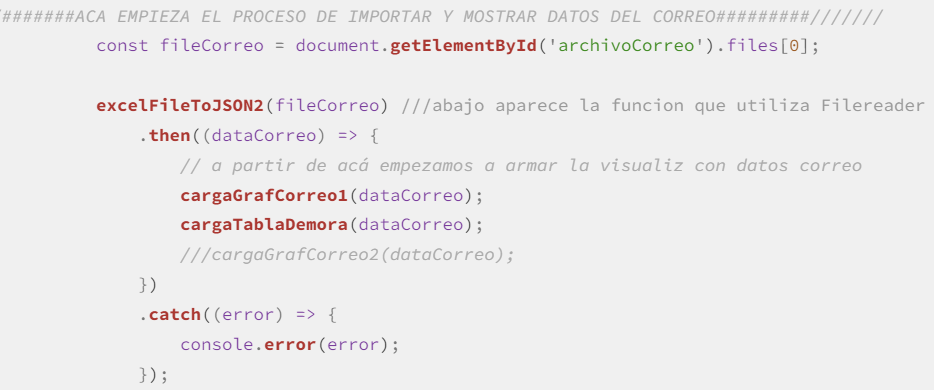 /#######ACA EMPIEZA EL PROCESO DE IMPORTAR Y MOSTRAR DATOS DEL CORREO#########///////
const fileCorreo = document.getElementById('archivoCorreo').files[0];
excelFileToJSON2(fileCorreo) ///abajo aparece la funcion que utiliza Filereader
.then((dataCorreo) => {
// a partir de acá empezamos a armar la visualiz con datos correo
cargaGrafCorreo1(dataCorreo);
cargaTablaDemora(dataCorreo);
///cargaGrafCorreo2(dataCorreo);
})
.catch((error) => {
console.error(error);
});